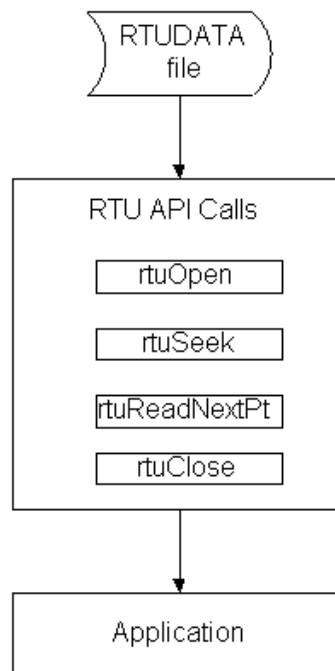 RTUDATA
file
RTU API Calls
rtuOpen
rtuSeek
rtuReadNextPt
rtuClose
Application